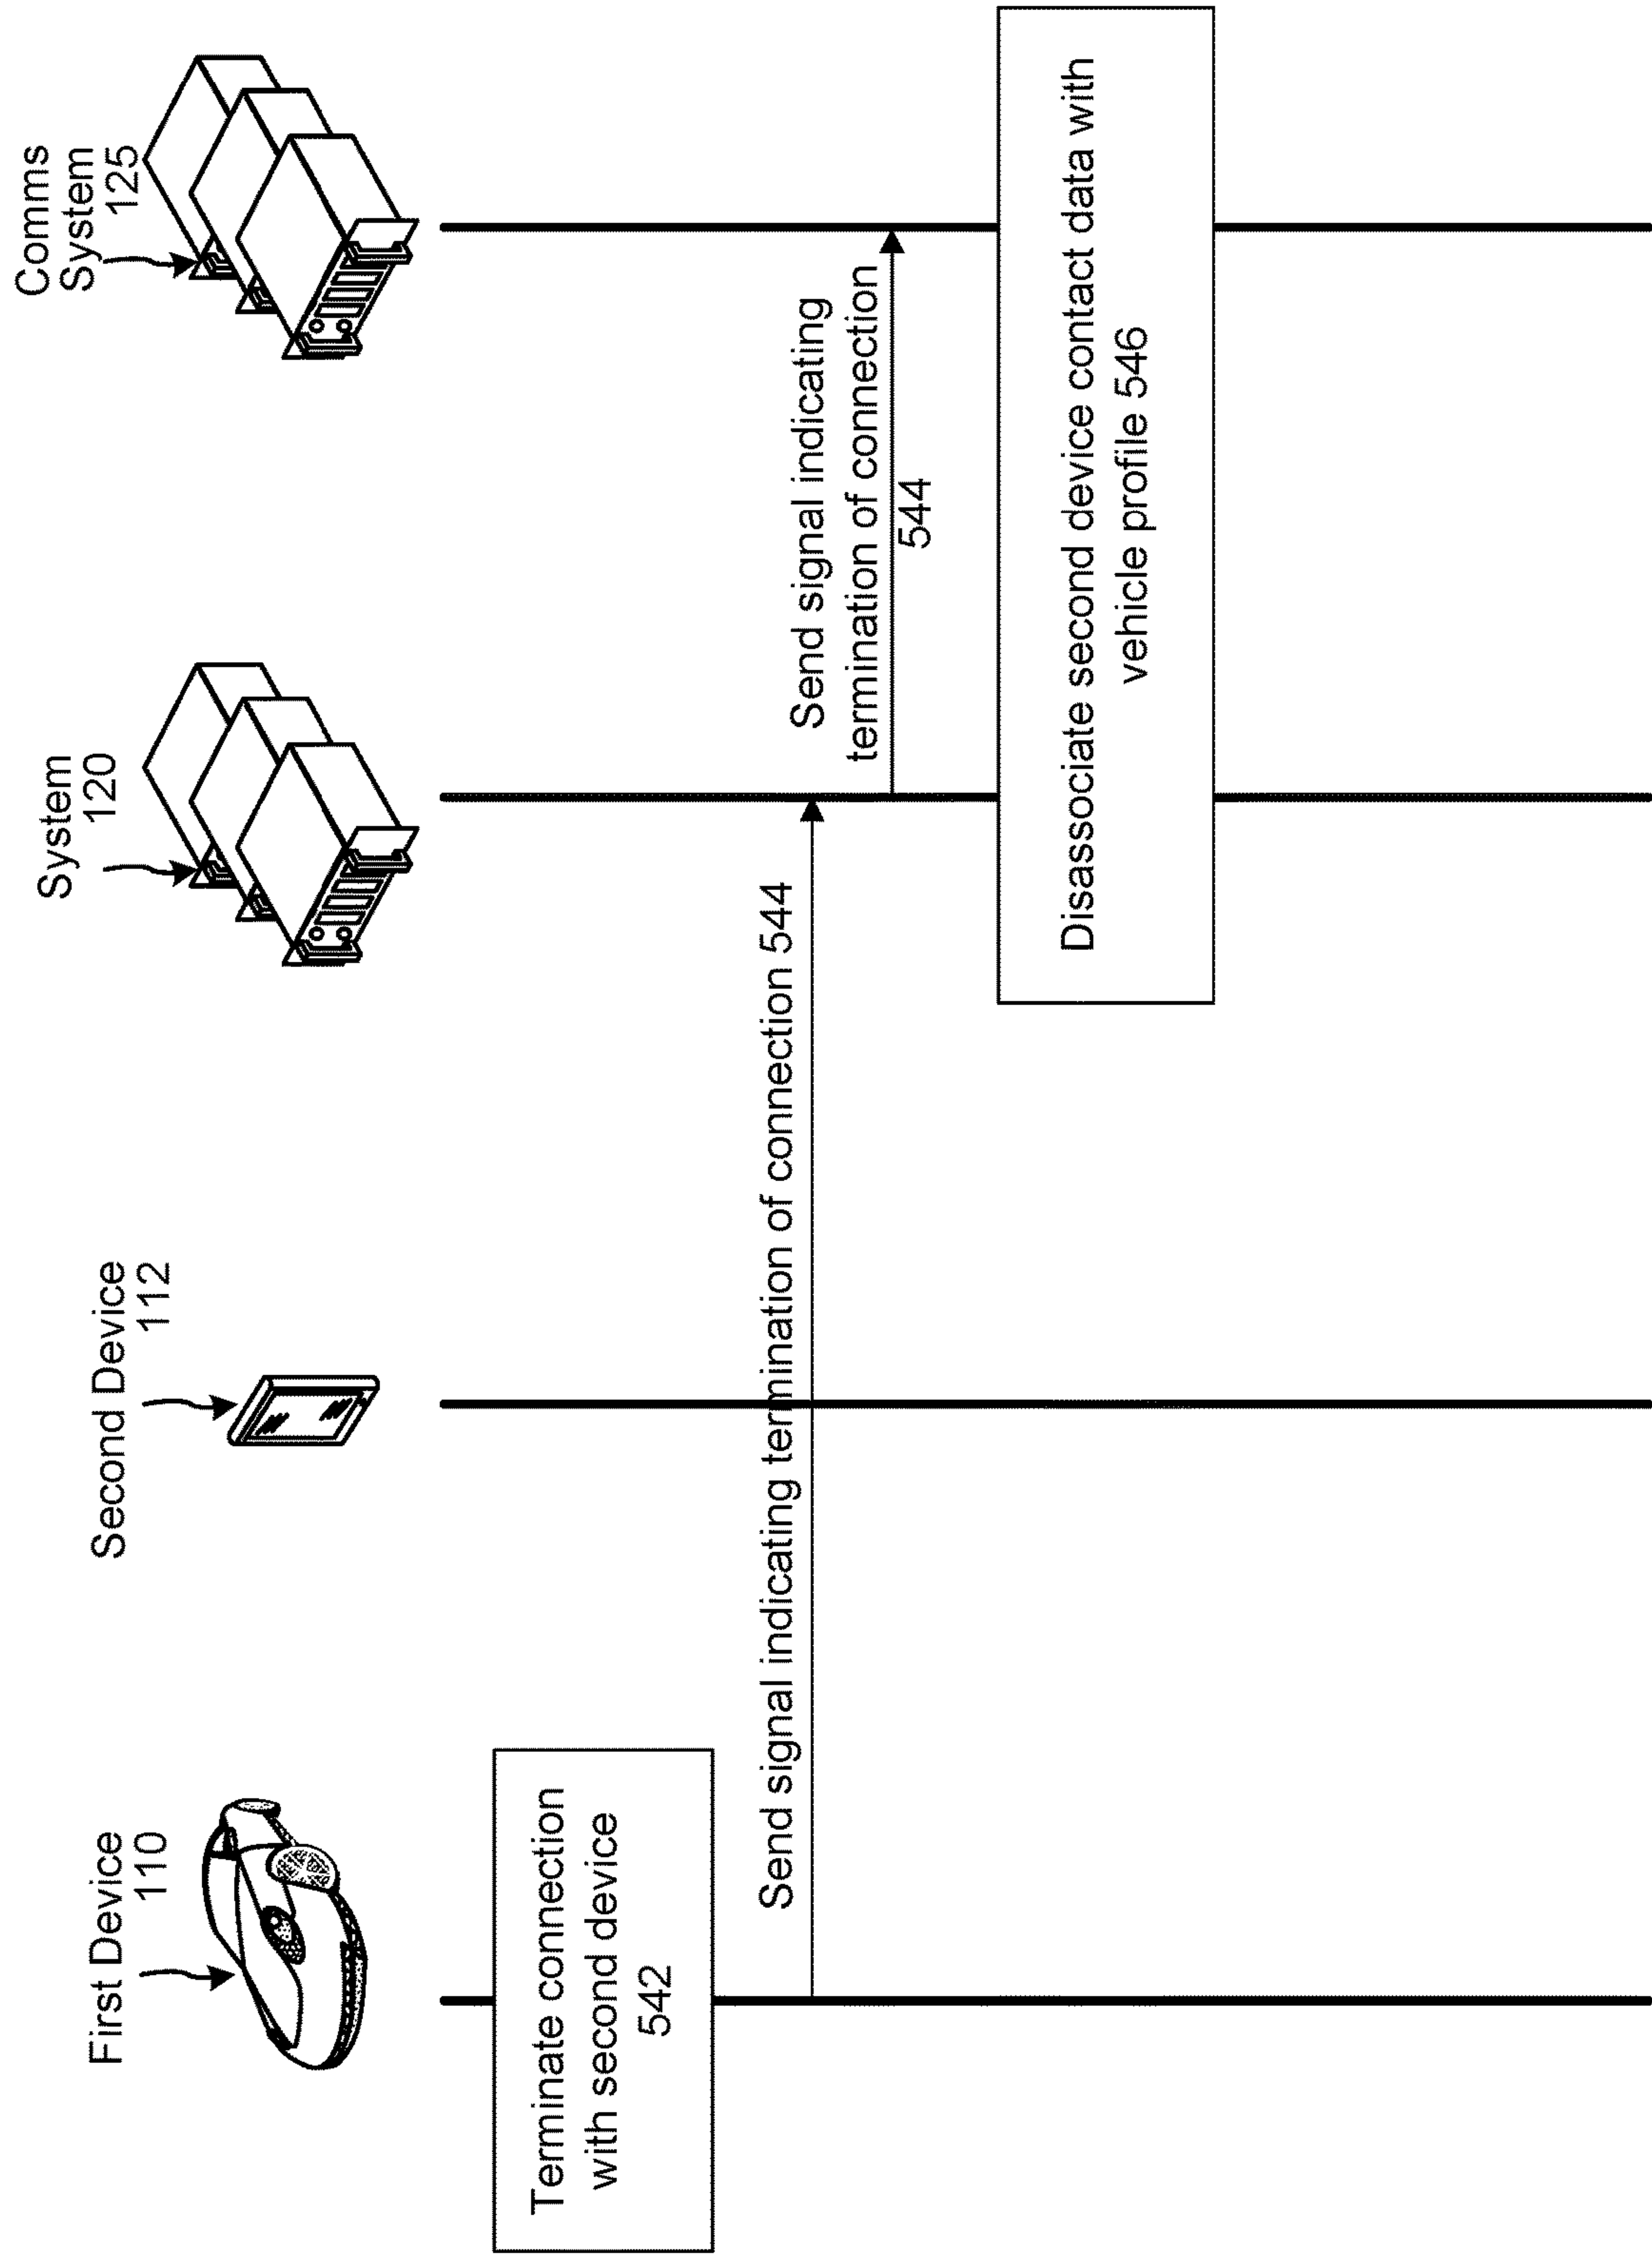 First Device
110
Second Device
112
System
120
Comms
System
125
Terminate connection
with second device
542
Send signal indicating termination of connection 544
Send signal indicating
termination of connection
544
Disassociate second device contact data with
vehicle profile 546